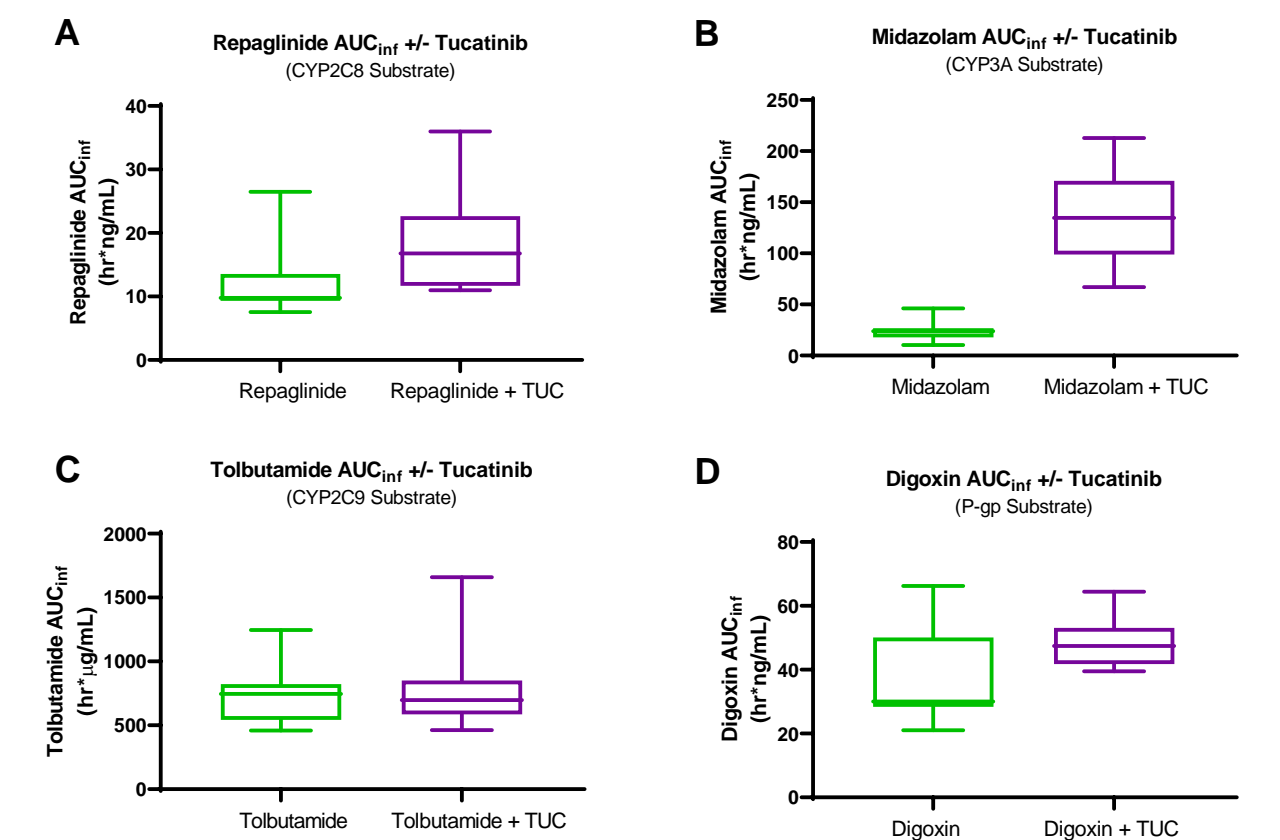 A
Repaglinide AUCinf +/- Tucatinib
(CYP2C8 Substrate)
Repaglinide AUCinf
(hr*ng/mL)
40
30
20
10
0
Repaglinide
Repaglinide + TUC
B
Midazolam AUCinf +/- Tucatinib
(CYP3A Substrate)
Midazolam AUCinf
(hr*ng/mL)
250
200
150
100
50
0
Midazolam
Midazolam + TUC
C
Tolbutamide AUCinf +/- Tucatinib
(CYP2C9 Substrate)
Tolbutamide AUCinf
(hr*μg/mL)
2000
1500
1000
500
0
Tolbutamide
Tolbutamide + TUC
D
Digoxin AUCinf +/- Tucatinib
(P-gp Substrate)
Digoxin AUCinf
(hr*ng/mL)
80
60
40
20
0
Digoxin
Digoxin + TUC